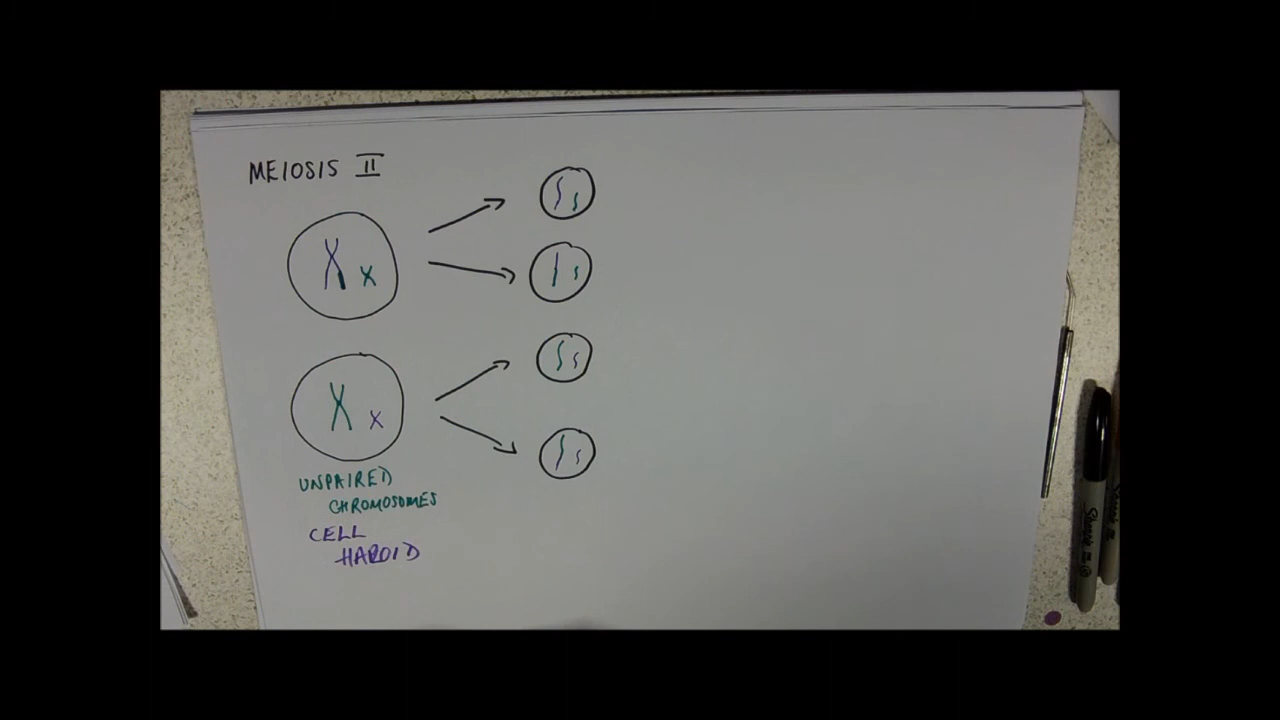 MEIOSIS II
UNPAIRED
CHROMOSOMES
CELL
HAPLOID